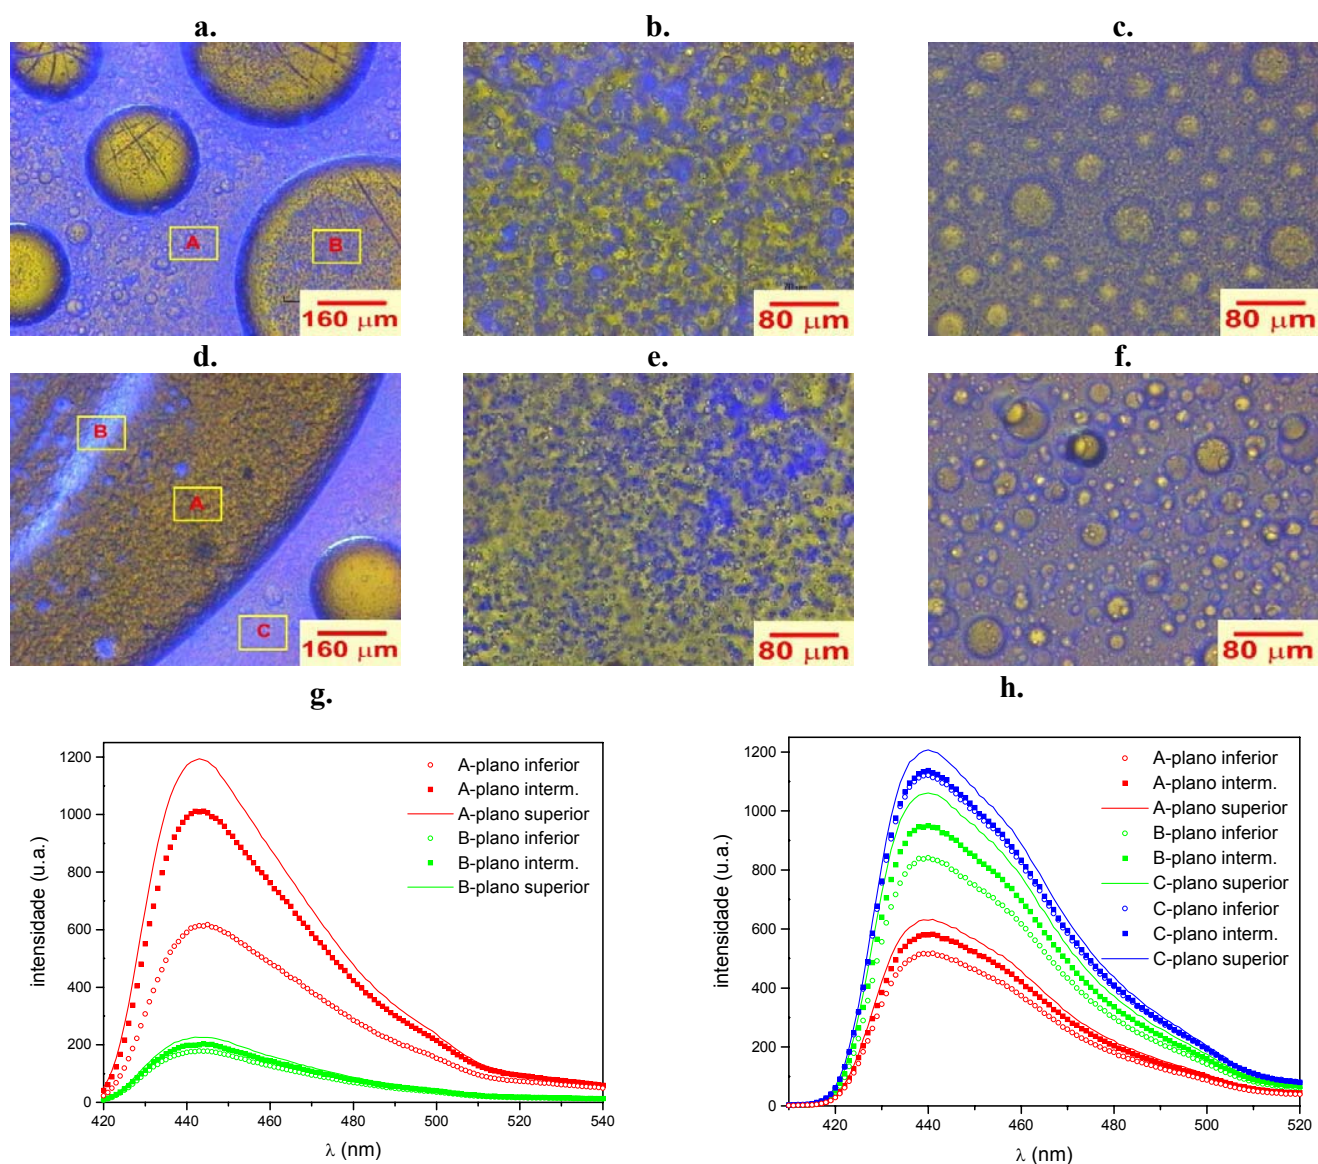 a.
b.
c.
A
B
160 μm
80 μm
80 μm
d.
e.
f.
B
A
C
160 μm
80 μm
80 μm
g.
h.
1200
1000
800
600
400
200
0
420 440 460 480 500 520 540
intensidade (u.a.)
λ (nm)
A-plano inferior
A-plano interm.
A-plano superior
B-plano inferior
B-plano interm.
B-plano superior
1200
1000
800
600
400
200
0
420 440 460 480 500 520
intensidade (u.a.)
λ (nm)
A-plano inferior
A-plano interm.
A-plano superior
B-plano inferior
B-plano interm.
C-plano superior
C-plano inferior
C-plano interm.
C-plano superior